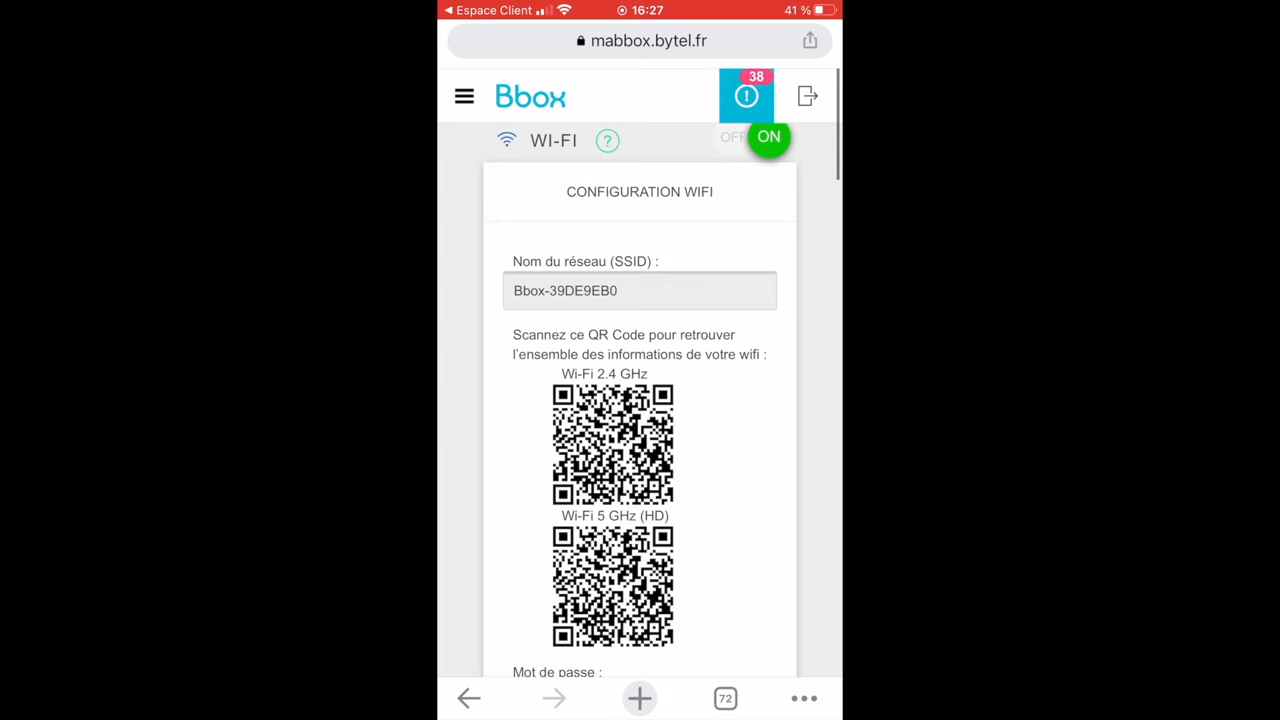 Espace Client
16:27
41 %
mabbox.bytel.fr
Bbox
38
WI-FI
?
OFF
ON
CONFIGURATION WIFI
Nom du réseau (SSID) :
Bbox-39DE9EB0
Scannez ce QR Code pour retrouver
l'ensemble des informations de votre wifi :
Wi-Fi 2.4 GHz
Wi-Fi 5 GHz (HD)
Mot de passe :
72